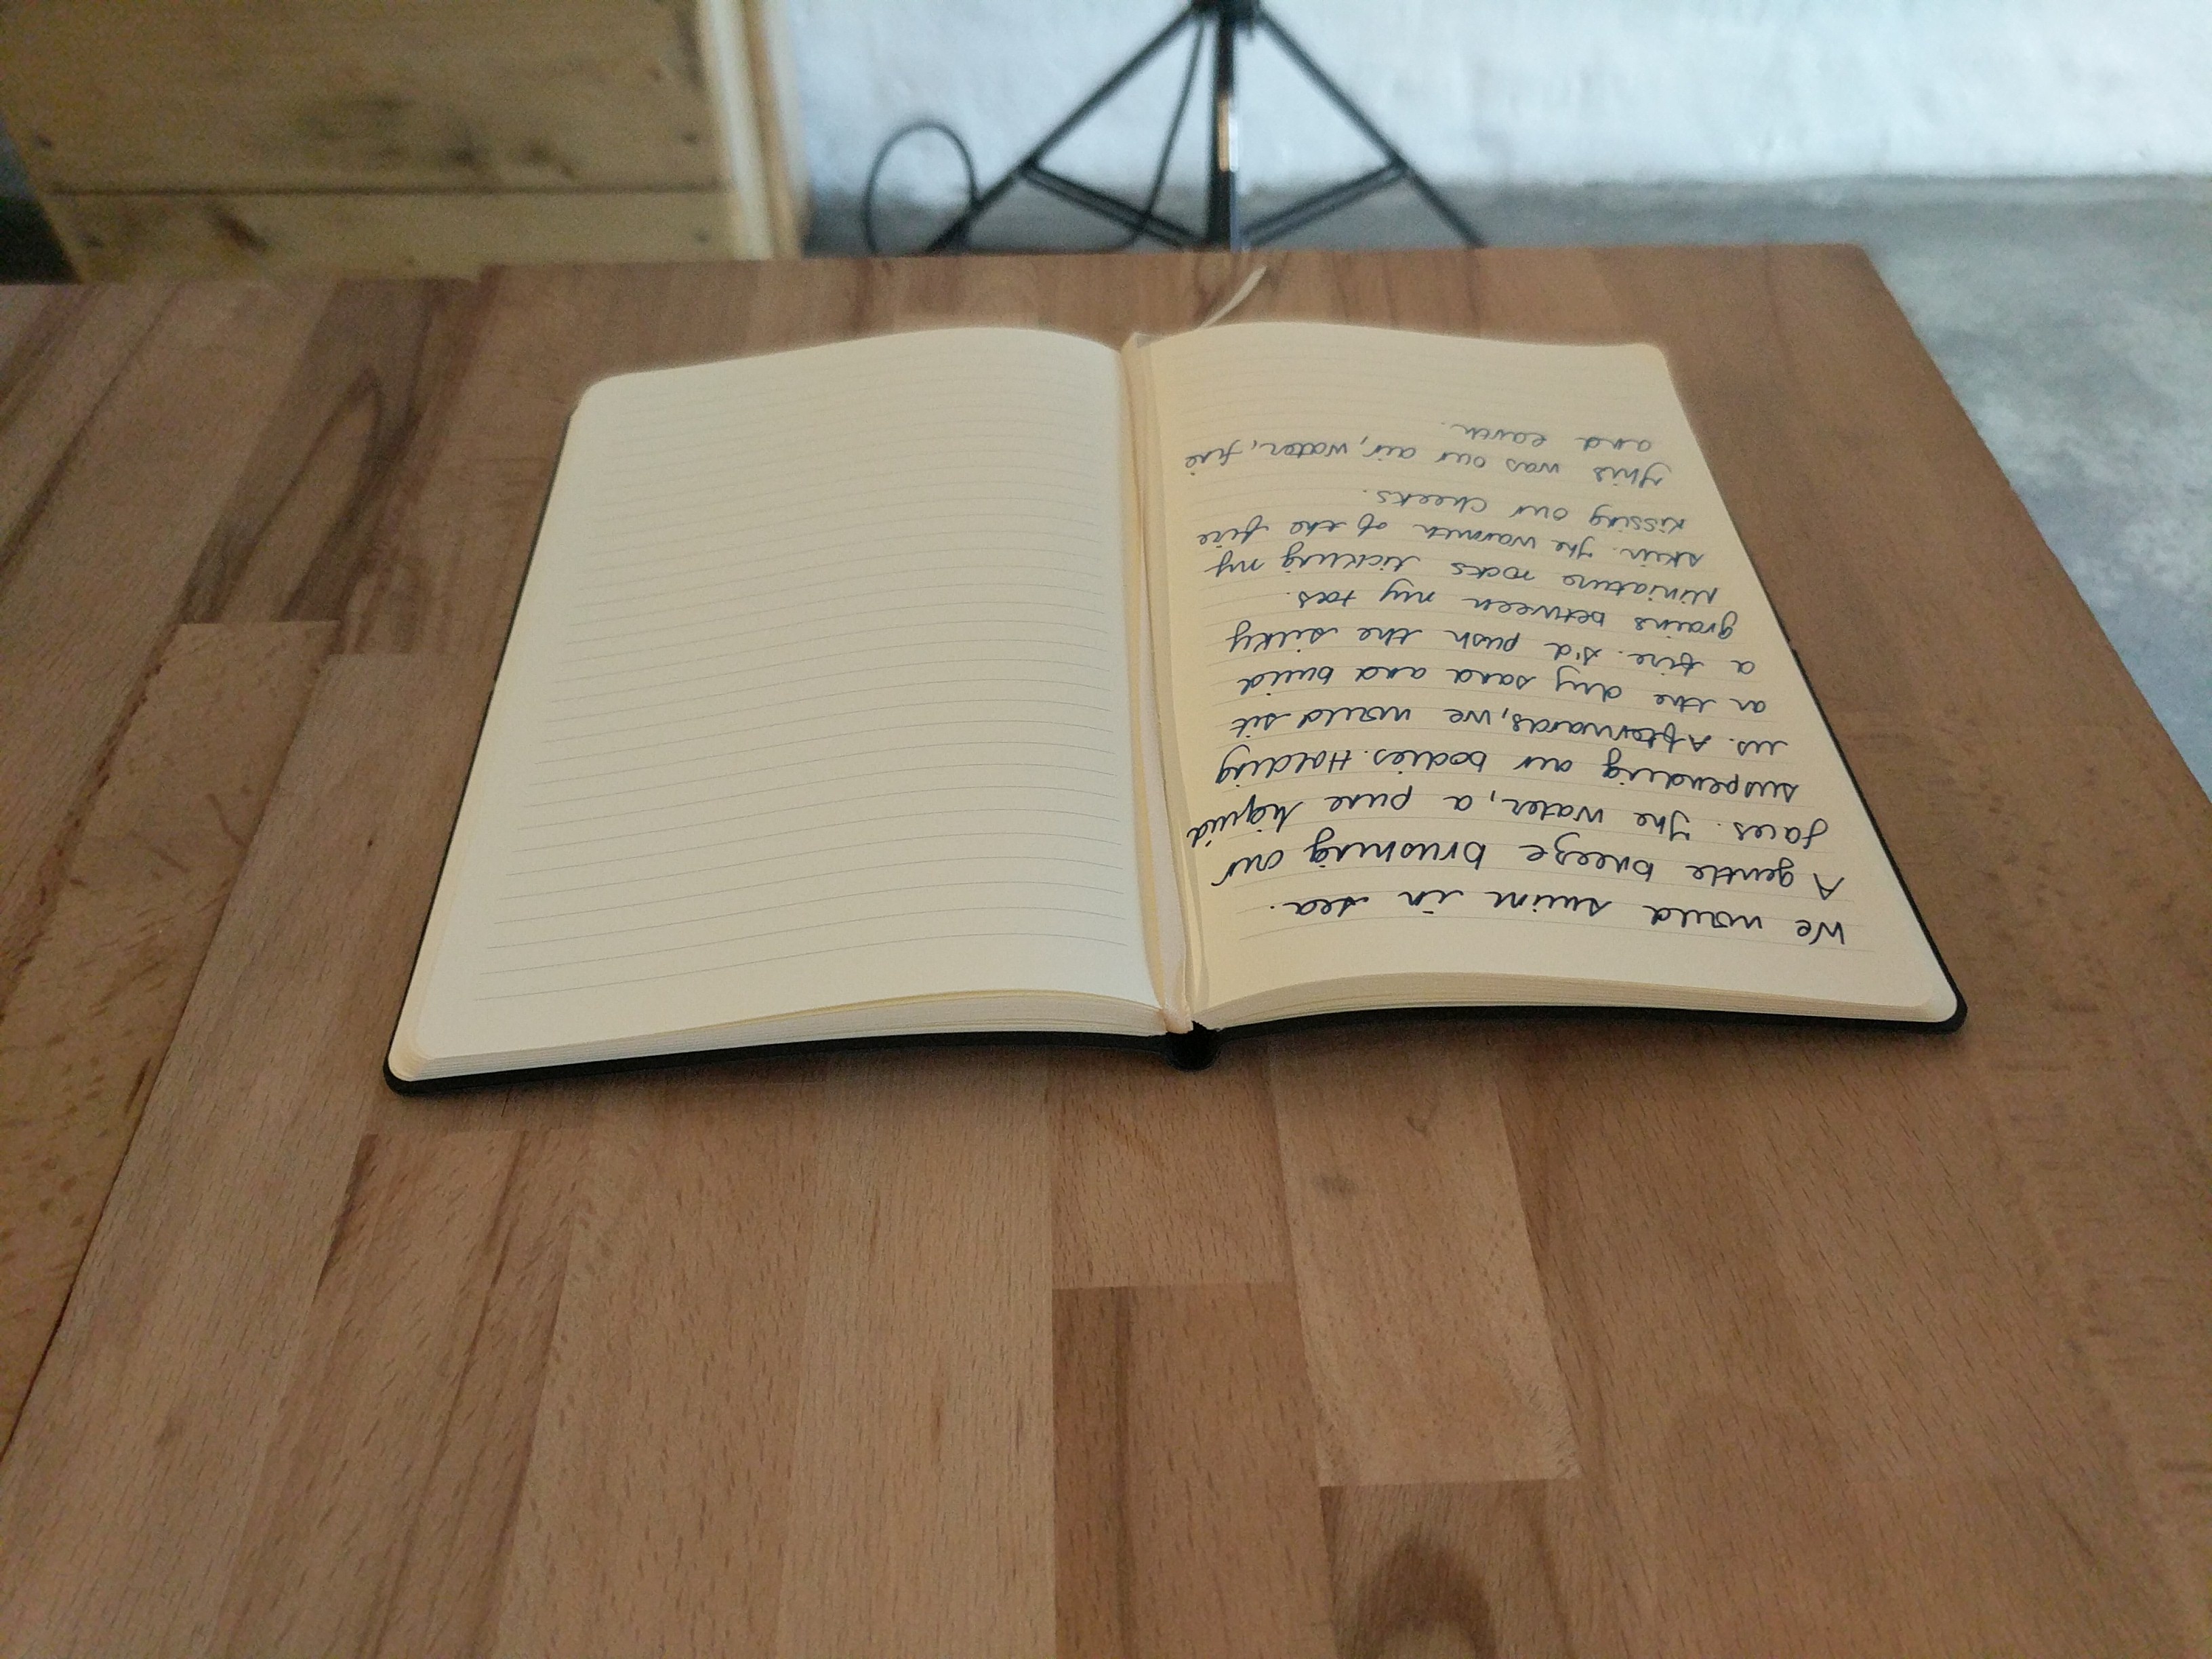 We would swim in sea.
A gentle breeze brushing our
faces. The water, a pure liquid
suspending our bodies. Holding
us. Afterwards, we would sit
on the dry sand and build
a fire. I'd push the silky
grains between my toes.
Miniature rocks tickling my
skin. The warmth of the fire
kissing our cheeks.
This was our air, water, fire
and earth.